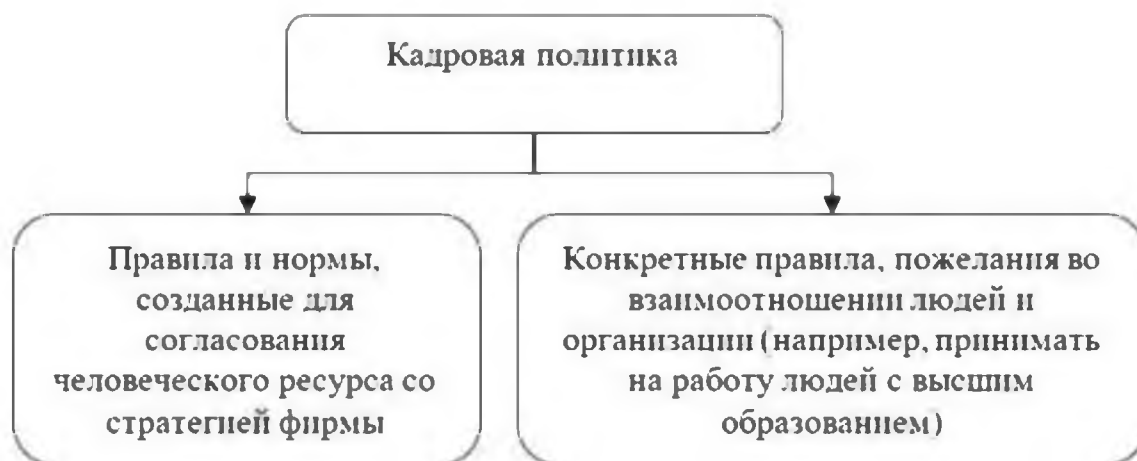 Кадровая политика
Правила и нормы,
созданные для
согласования
человеческого ресурса со
стратегией фирмы
Конкретные правила, пожелания во
взаимоотношении людей и
организации (например, принимать
на работу людей с высшим
образованием)